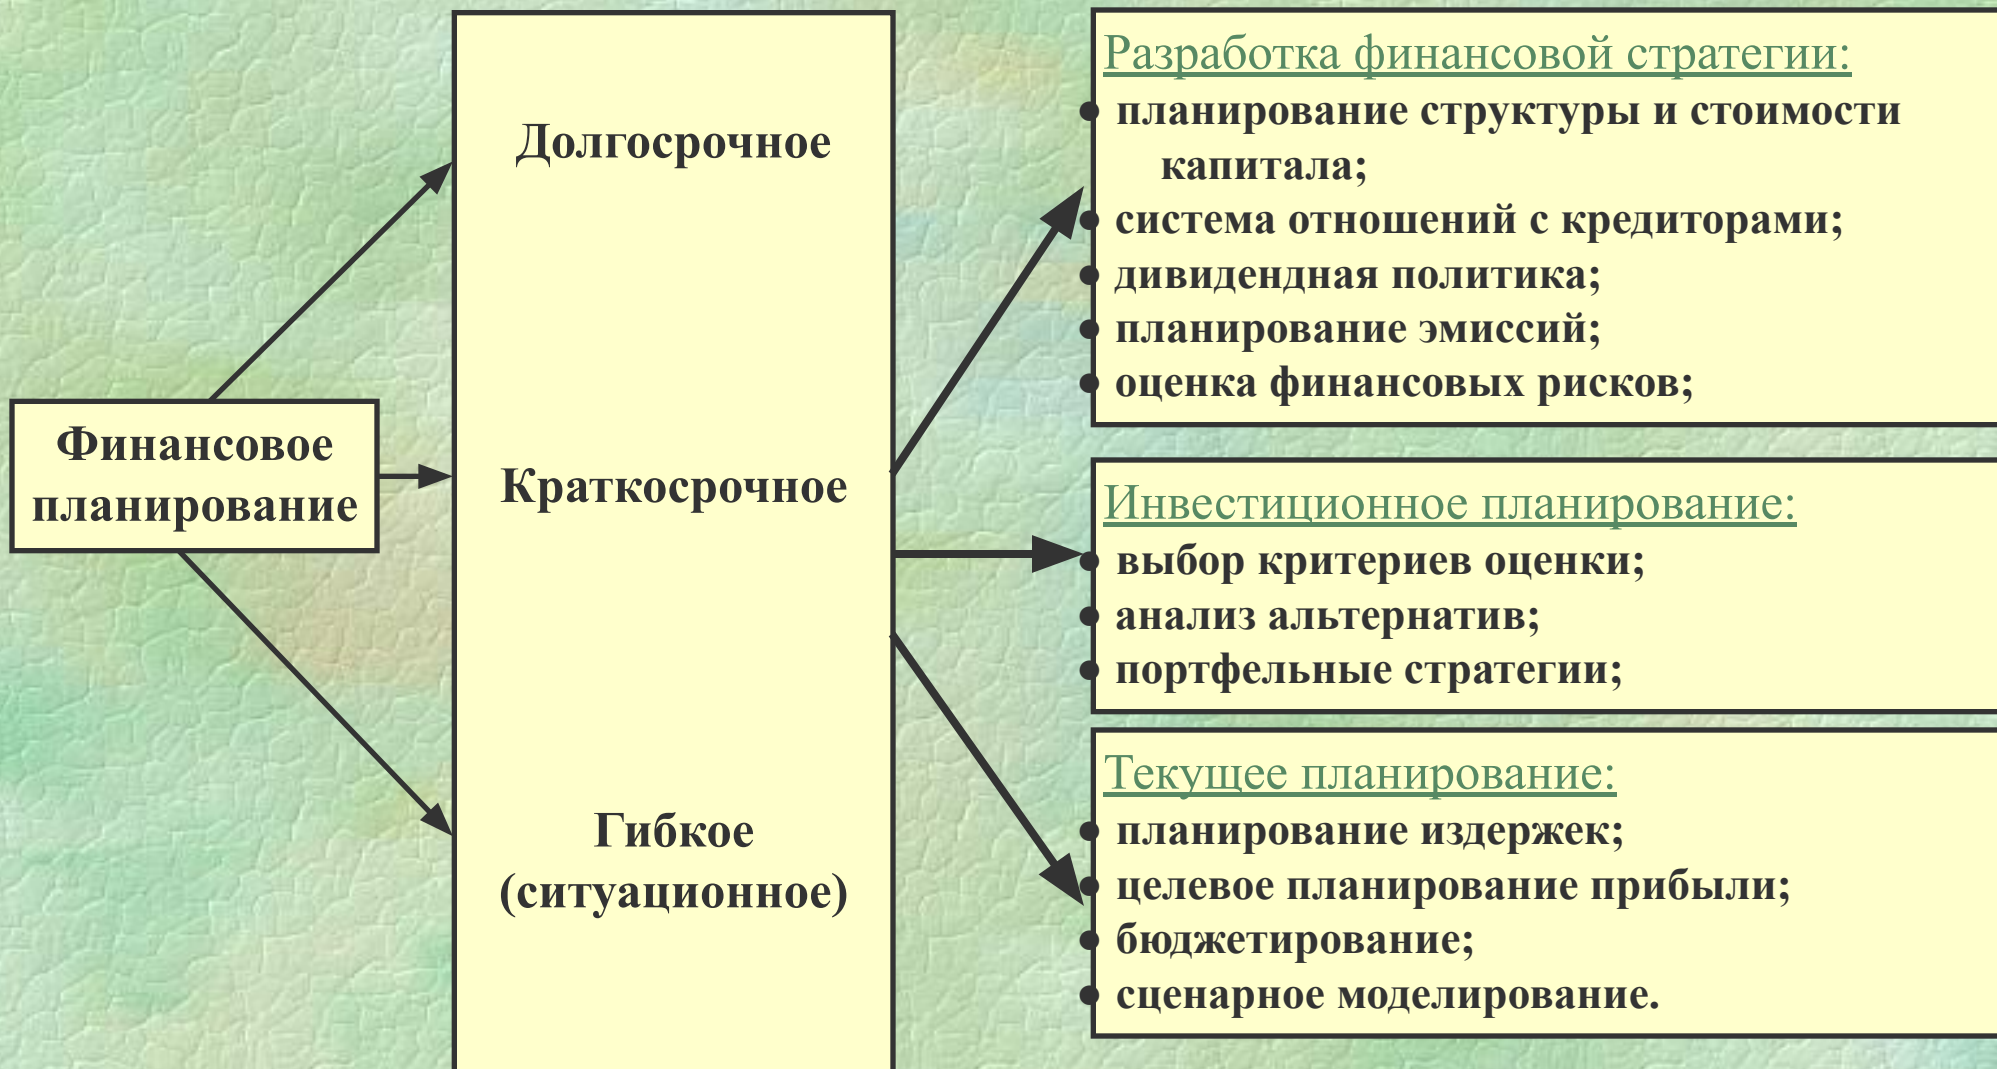 Финансовое
планирование
Долгосрочное
Краткосрочное
Гибкое
(ситуационное)
Разработка финансовой стратегии:
• планирование структуры и стоимости
капитала;
• система отношений с кредиторами;
• дивидендная политика;
• планирование эмиссий;
• оценка финансовых рисков;
Инвестиционное планирование:
• выбор критериев оценки;
• анализ альтернатив;
• портфельные стратегии;
Текущее планирование:
• планирование издержек;
• целевое планирование прибыли;
• бюджетирование;
• сценарное моделирование.